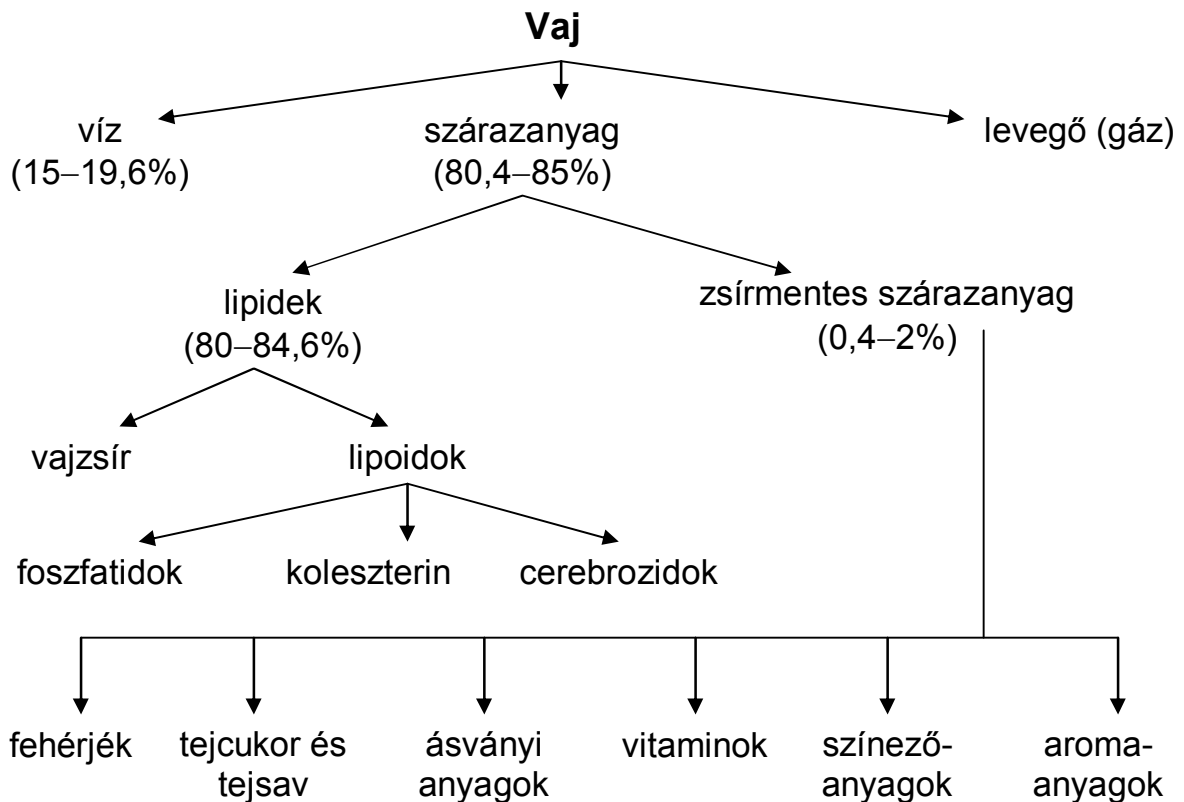 Vaj
víz
(15–19,6%)
szárazanyag
(80,4–85%)
levegő (gáz)
lipidek
(80–84,6%)
zsírmentes szárazanyag
(0,4–2%)
vajzsír
lipoidok
foszfatidok
koleszterin
cerebrozidok
fehérjék
tejcukor és
tejsav
ásványi
anyagok
vitaminok
színező-
anyagok
aroma-
anyagok